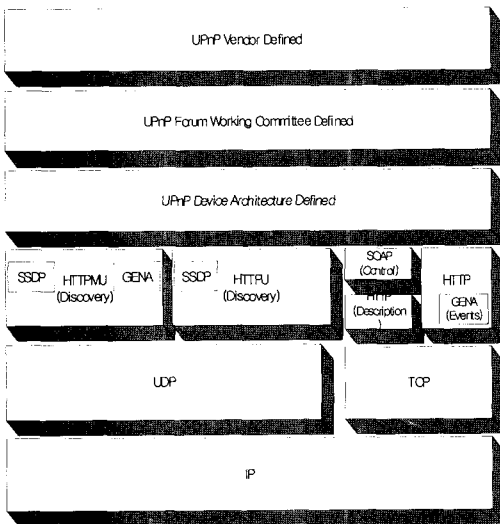 UPnP Vendor Defined
UPnP Forum Working Committee Defined
UPnP Device Architecture Defined
SSDP
HTTPMU
(Discovery)
GENA
SSDP
HTTPU
(Discovery)
SOAP
(Control)
HTTP
(Description
)
HTTP
GENA
(Events)
UDP
TCP
IP